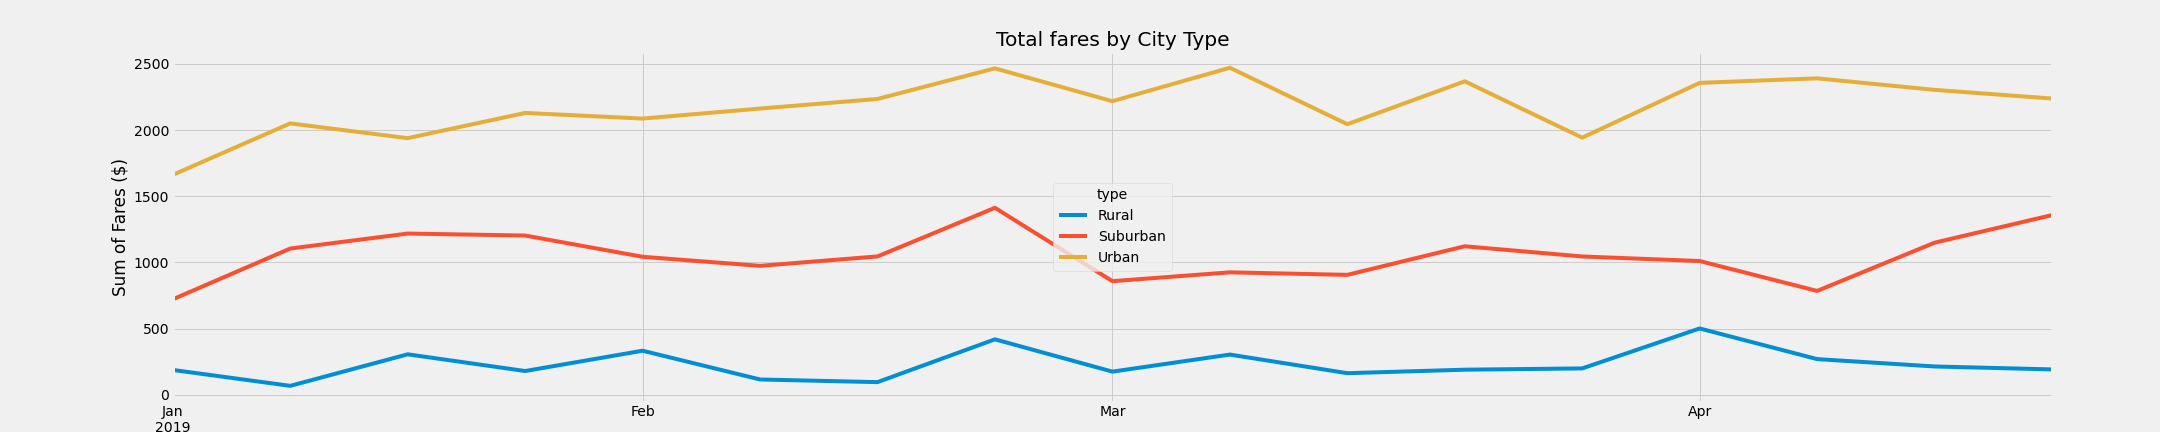 Total fares by City Type
Sum of Fares ($)
2500
2000
1500
1000
500
0
type
Rural
Suburban
Urban
Jan
2019
Feb
Mar
Apr